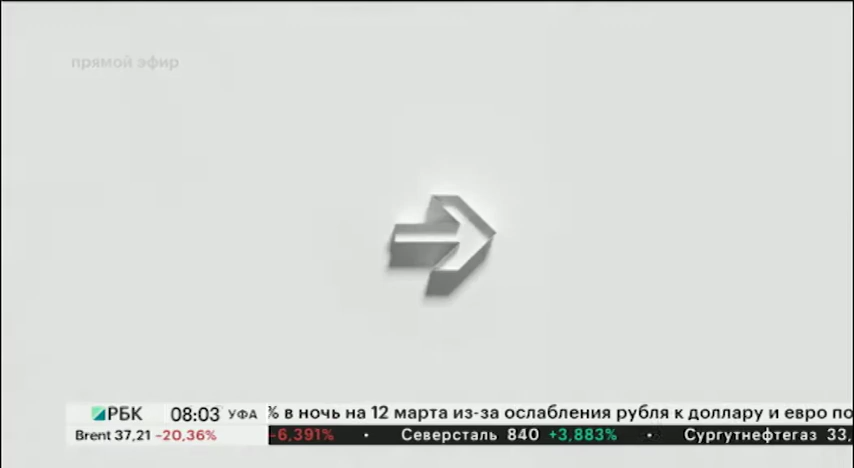 прямой эфир
РБК 08:03 УФА % в ночь на 12 марта из-за ослабления рубля к доллару и евро по
Brent 37,21 -20,36% -6,391% • Северсталь 840 +3,883% • Сургутнефтегаз 33,